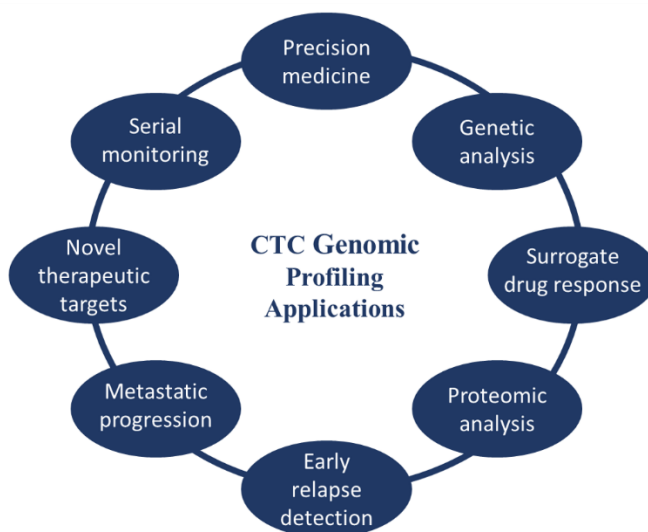 Precision
medicine
Genetic
analysis
Surrogate
drug response
Proteomic
analysis
Early
relapse
detection
Metastatic
progression
Novel
therapeutic
targets
Serial
monitoring
CTC Genomic
Profiling
Applications